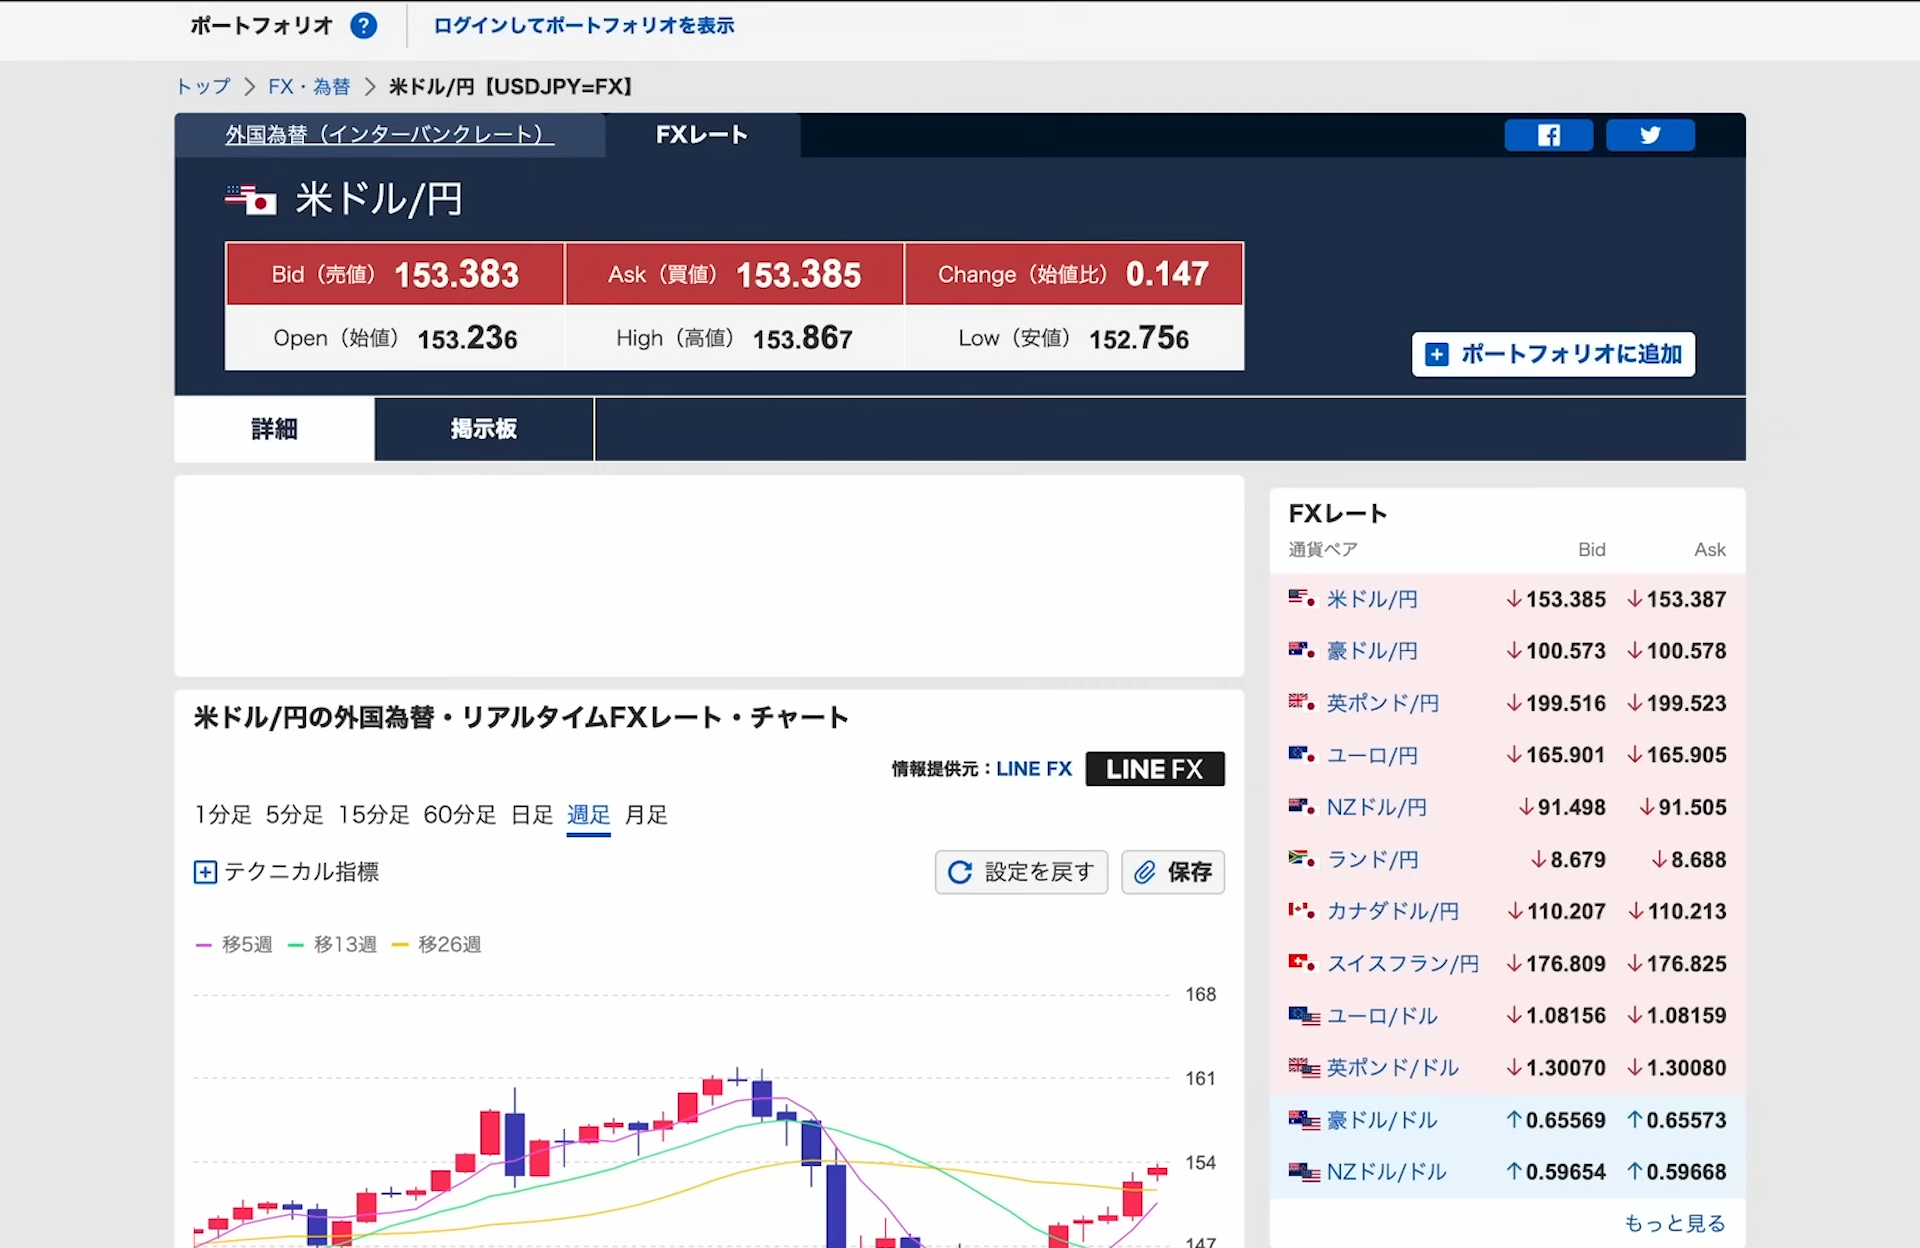 ポートフォリオ ? ログインしてポートフォリオを表示
トップ > FX・為替 > 米ドル/円【USDJPY=FX】
外国為替（インターバンクレート） FXレート
米ドル/円
Bid（売値） 153.383 Ask（買値） 153.385 Change（始値比） 0.147
Open（始値） 153.236 High（高値） 153.867 Low（安値） 152.756
ポートフォリオに追加
詳細 掲示板
米ドル/円の外国為替・リアルタイムFXレート・チャート
情報提供元：LINE FX LINE FX
1分足 5分足 15分足 60分足 日足 週足 月足
テクニカル指標
設定を戻す 保存
移5週 移13週 移26週
168
161
154
147
FXレート
通貨ペア Bid Ask
米ドル/円 ↓153.385 ↓153.387
豪ドル/円 ↓100.573 ↓100.578
英ポンド/円 ↓199.516 ↓199.523
ユーロ/円 ↓165.901 ↓165.905
NZドル/円 ↓91.498 ↓91.505
ランド/円 ↓8.679 ↓8.688
カナダドル/円 ↓110.207 ↓110.213
スイスフラン/円 ↓176.809 ↓176.825
ユーロ/ドル ↓1.08156 ↓1.08159
英ポンド/ドル ↓1.30070 ↓1.30080
豪ドル/ドル ↑0.65569 ↑0.65573
NZドル/ドル ↑0.59654 ↑0.59668
もっと見る